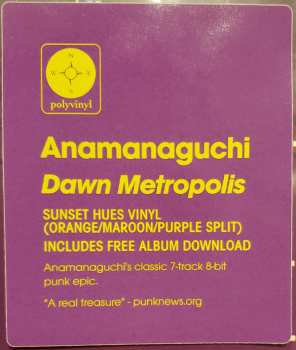 N
W E
S
polyvinyl
Anamanaguchi
Dawn Metropolis
SUNSET HUES VINYL
(ORANGE/MAROON/PURPLE SPLIT)
INCLUDES FREE ALBUM DOWNLOAD
Anamanaguchi's classic 7-track 8-bit
punk epic.
"A real treasure" - punknews.org